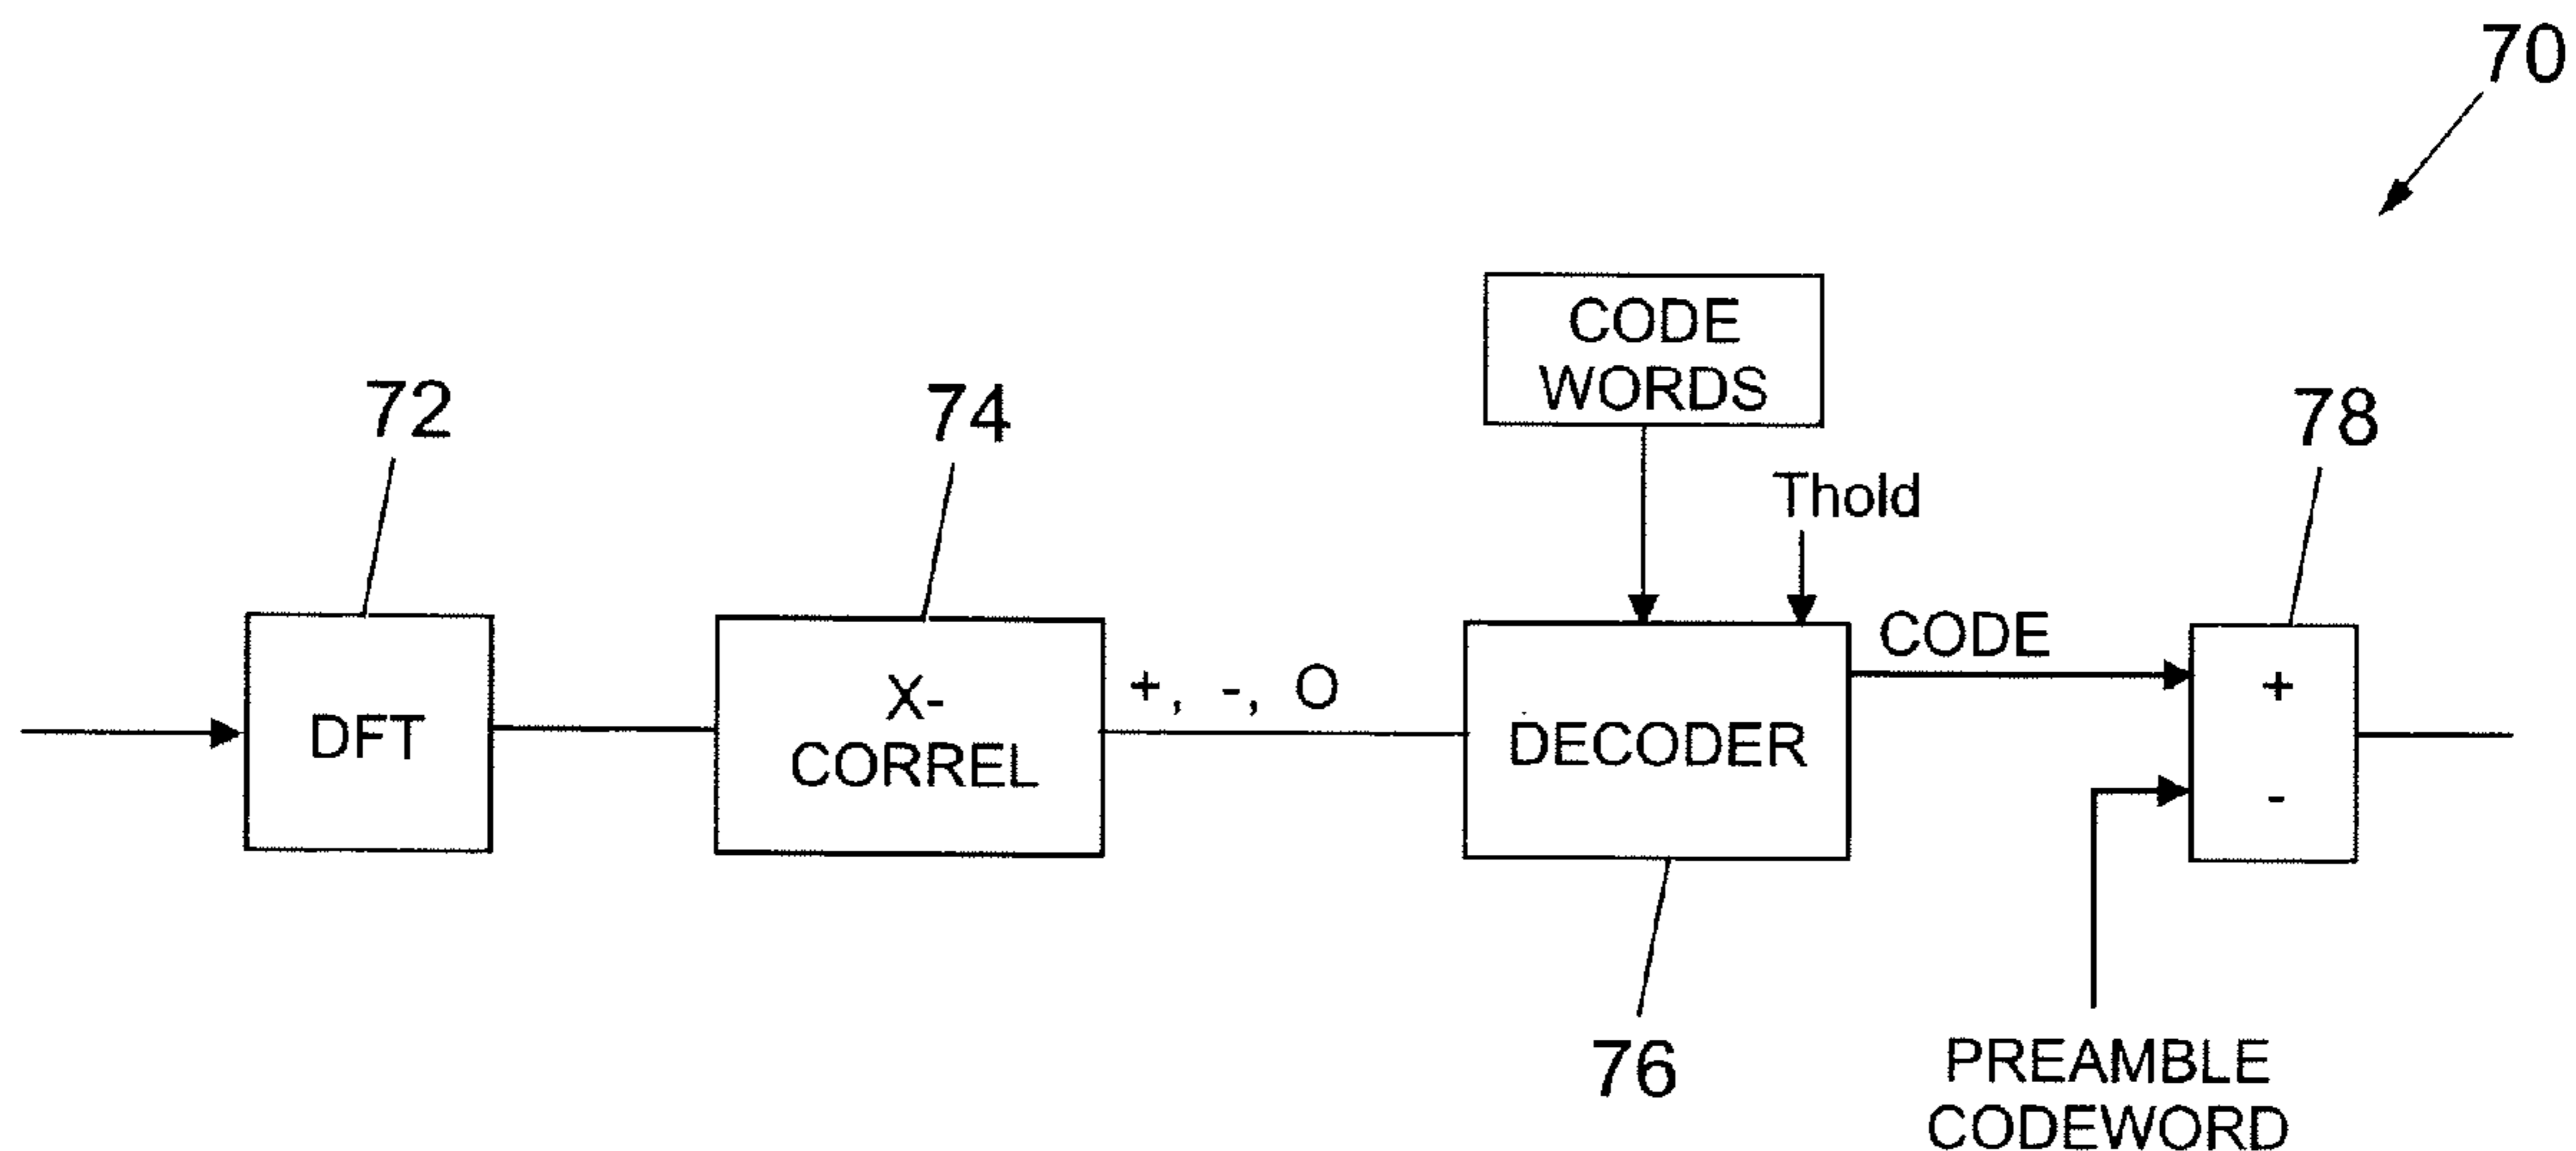 70
CODE
WORDS
72
74
78
Thold
CODE
+
+, -, O
X-
CORREL
DFT
DECODER
-
76
PREAMBLE
CODEWORD